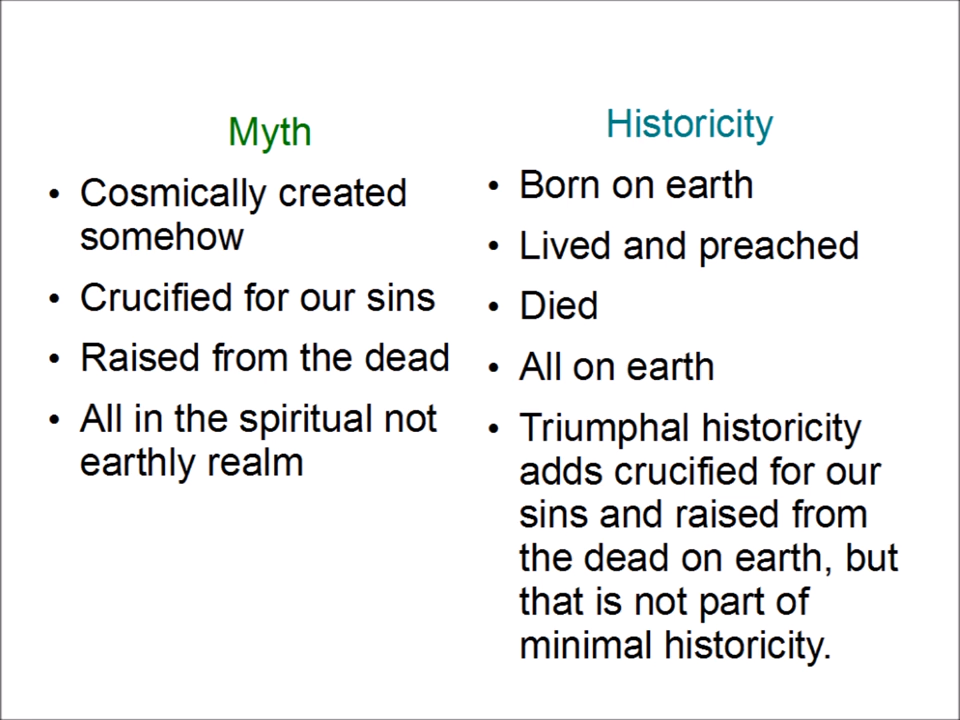 Myth
• Cosmically created
somehow
• Crucified for our sins
• Raised from the dead
• All in the spiritual not
earthly realm
Historicity
• Born on earth
• Lived and preached
• Died
• All on earth
• Triumphal historicity
adds crucified for our
sins and raised from
the dead on earth, but
that is not part of
minimal historicity.